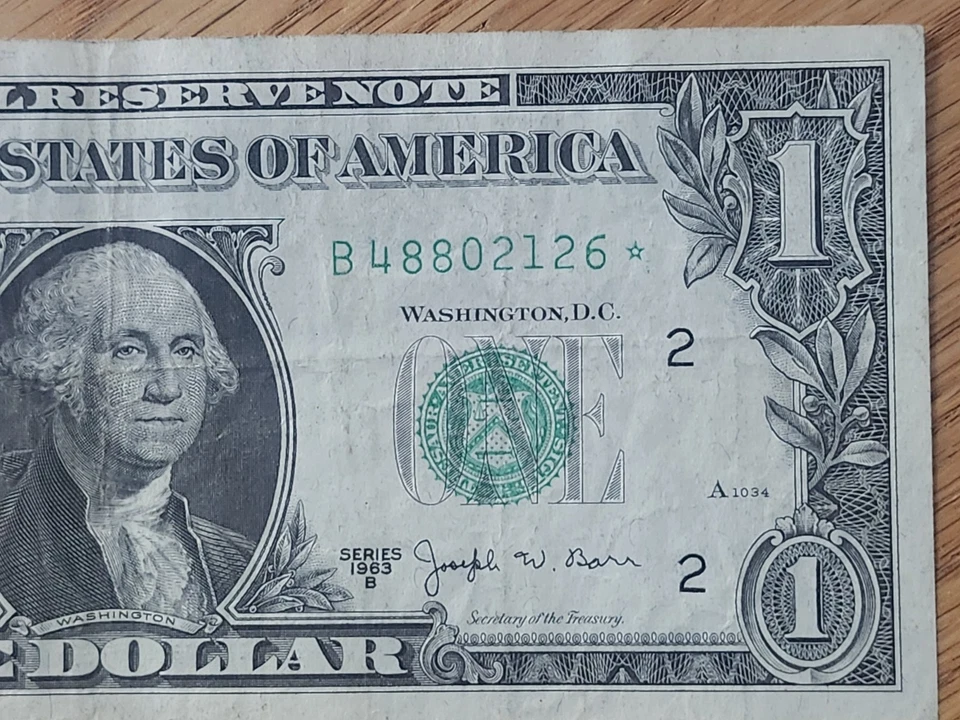 L RESERVE NOTE
STATES OF AMERICA
1
B 48802126 ☆
WASHINGTON, D.C.
ONE
2
A 1034
SERIES
1963
B
Joseph W. Barr
2
Secretary of the Treasury.
1
WASHINGTON
E DOLLAR